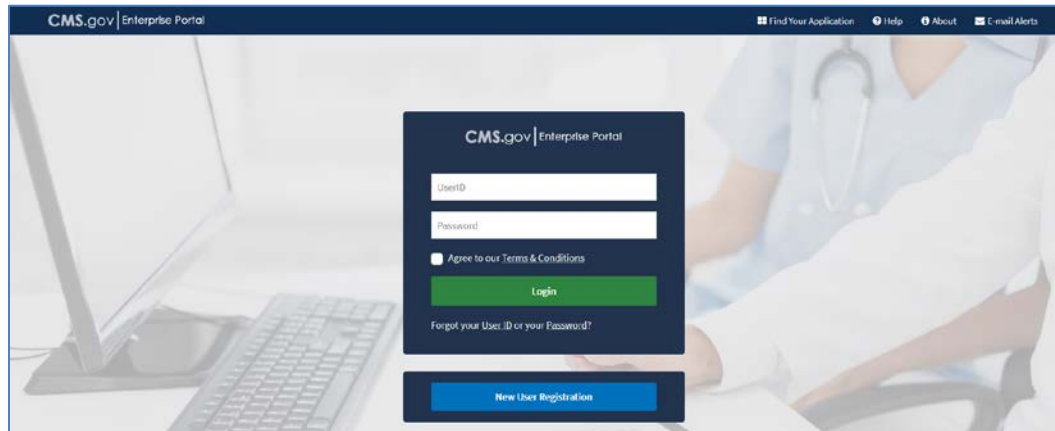 CMS.gov Enterprise Portal
Find Your Application Help About E-mail Alerts
CMS.gov Enterprise Portal
UserID
Password
Agree to our Terms & Conditions
Login
Forgot your User ID or your Password?
New User Registration